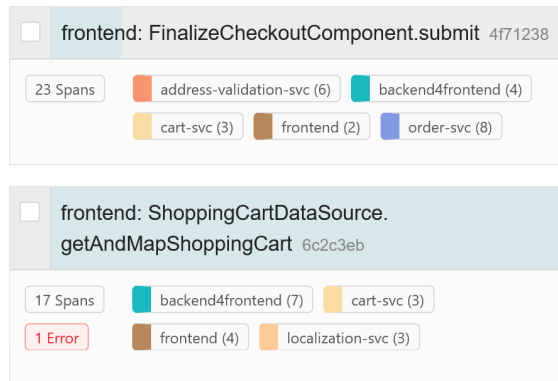 frontend: FinalizeCheckoutComponent.submit 4f71238
23 Spans address-validation-svc (6) backend4frontend (4)
cart-svc (3) frontend (2) order-svc (8)
frontend: ShoppingCartDataSource.
getAndMapShoppingCart 6c2c3eb
17 Spans backend4frontend (7) cart-svc (3)
1 Error frontend (4) localization-svc (3)